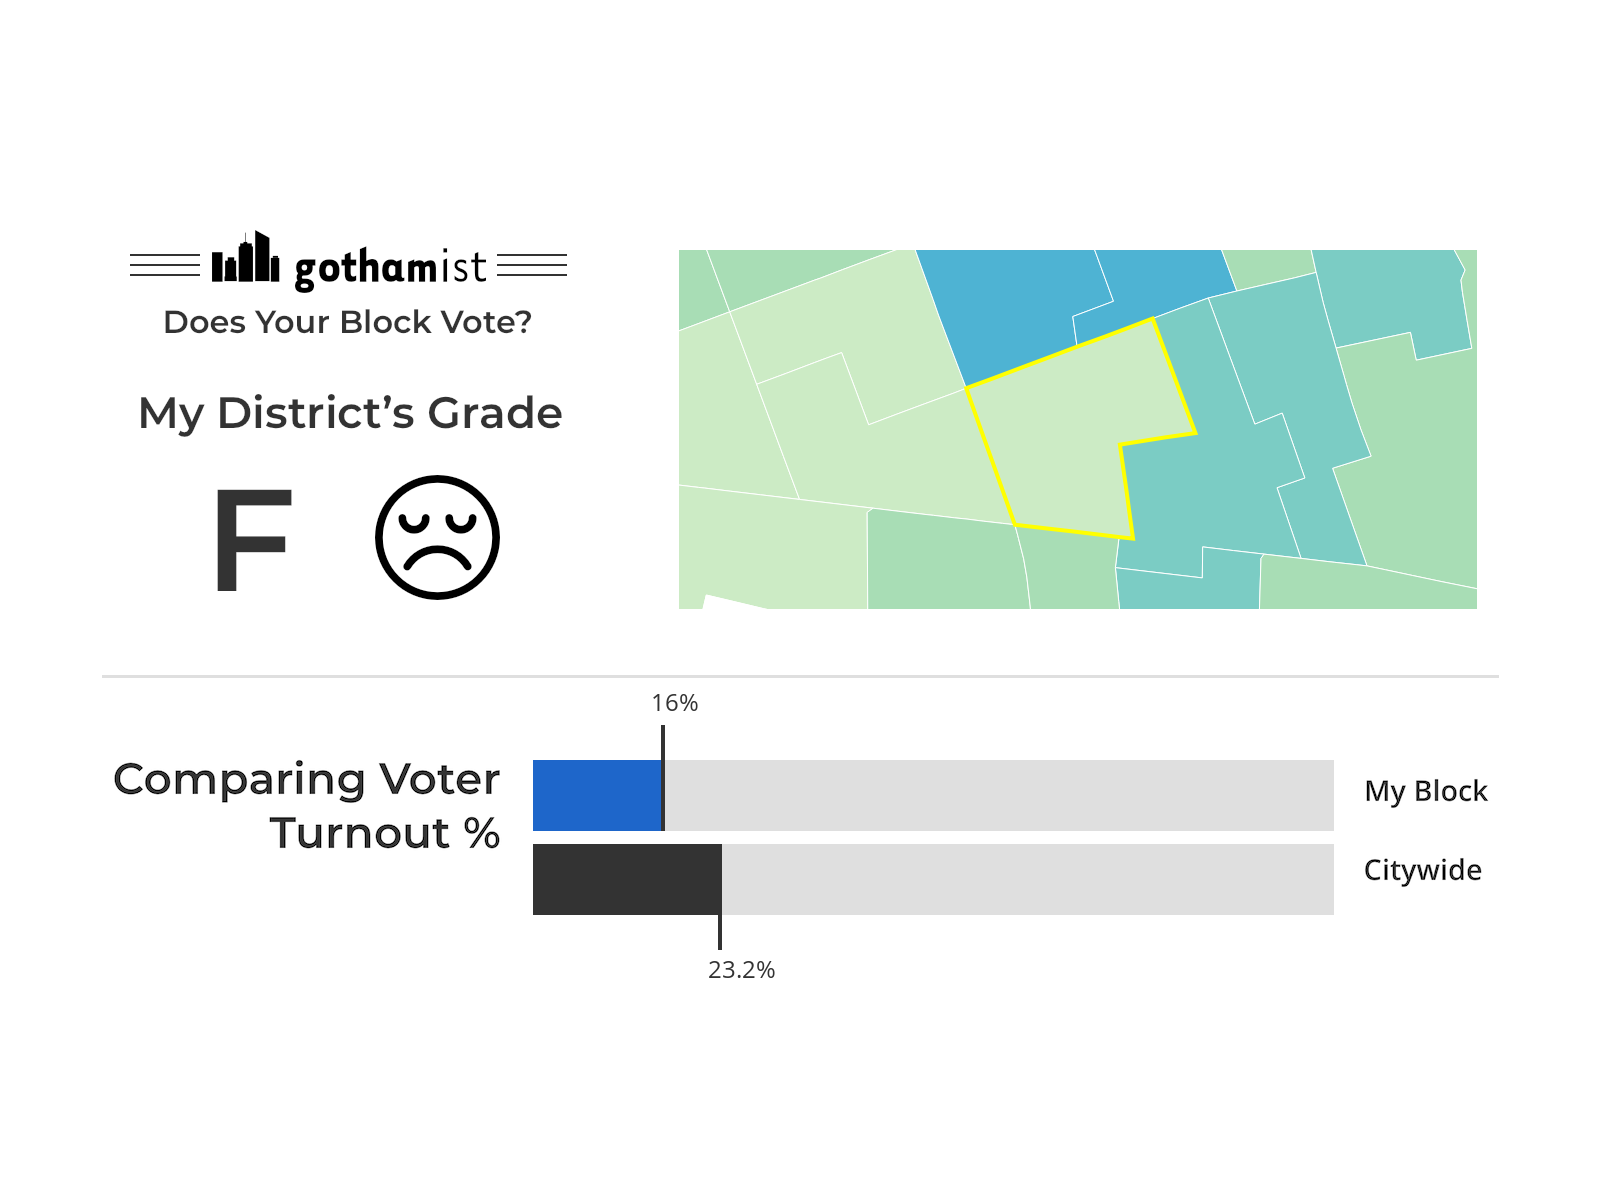 gothamist
Does Your Block Vote?
My District’s Grade
F
16%
Comparing Voter
Turnout %
My Block
Citywide
23.2%